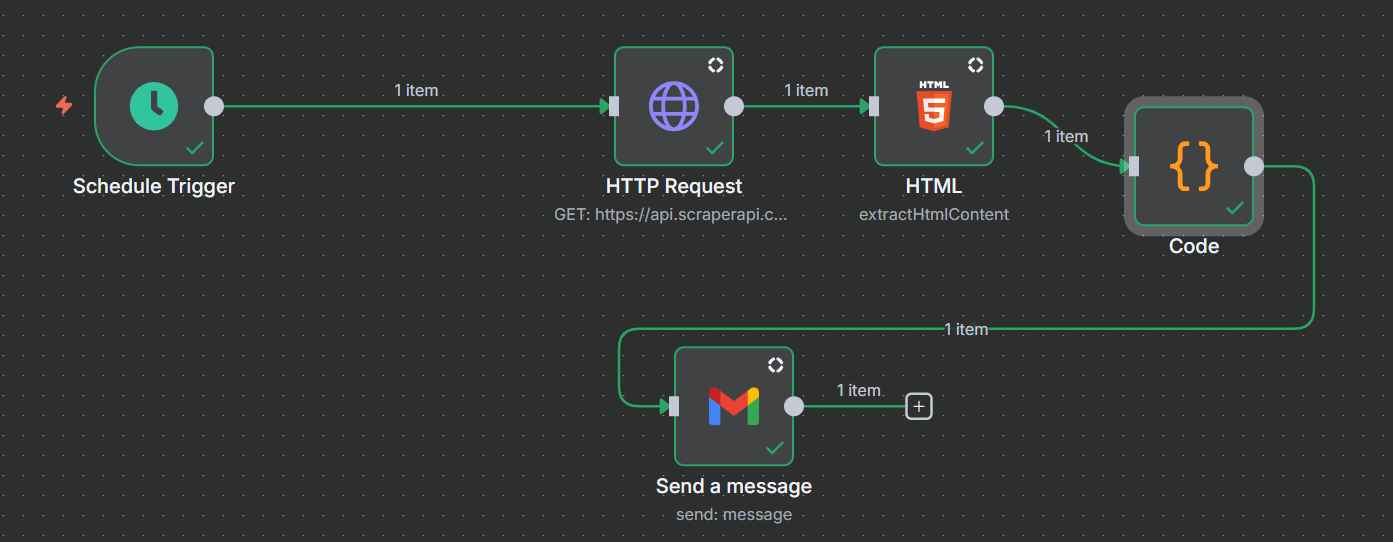 1 item
1 item
HTML
5
1 item
{}
Schedule Trigger
HTTP Request
HTML
GET: https://api.scraperapi.c...
extractHtmlContent
Code
1 item
1 item
Send a message
send: message